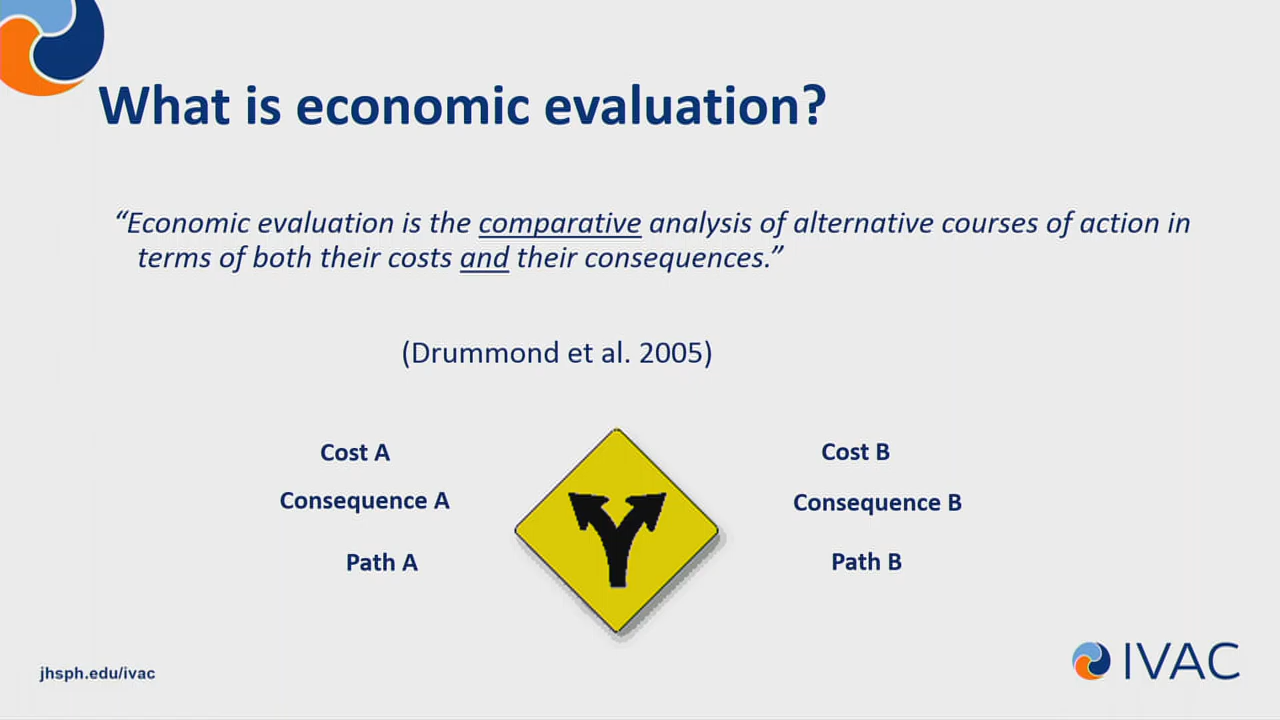 What is economic evaluation?
“Economic evaluation is the comparative analysis of alternative courses of action in
terms of both their costs and their consequences.”
(Drummond et al. 2005)
Cost A
Cost B
Consequence A
Consequence B
Path A
Path B
jhsph.edu/ivac
IVAC